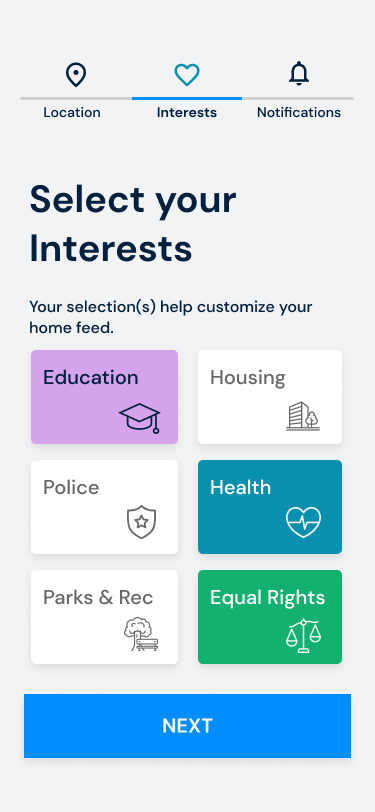 Location
Interests
Notifications
Select your
Interests
Your selection(s) help customize your
home feed.
Education
Housing
Police
Health
Parks & Rec
Equal Rights
NEXT